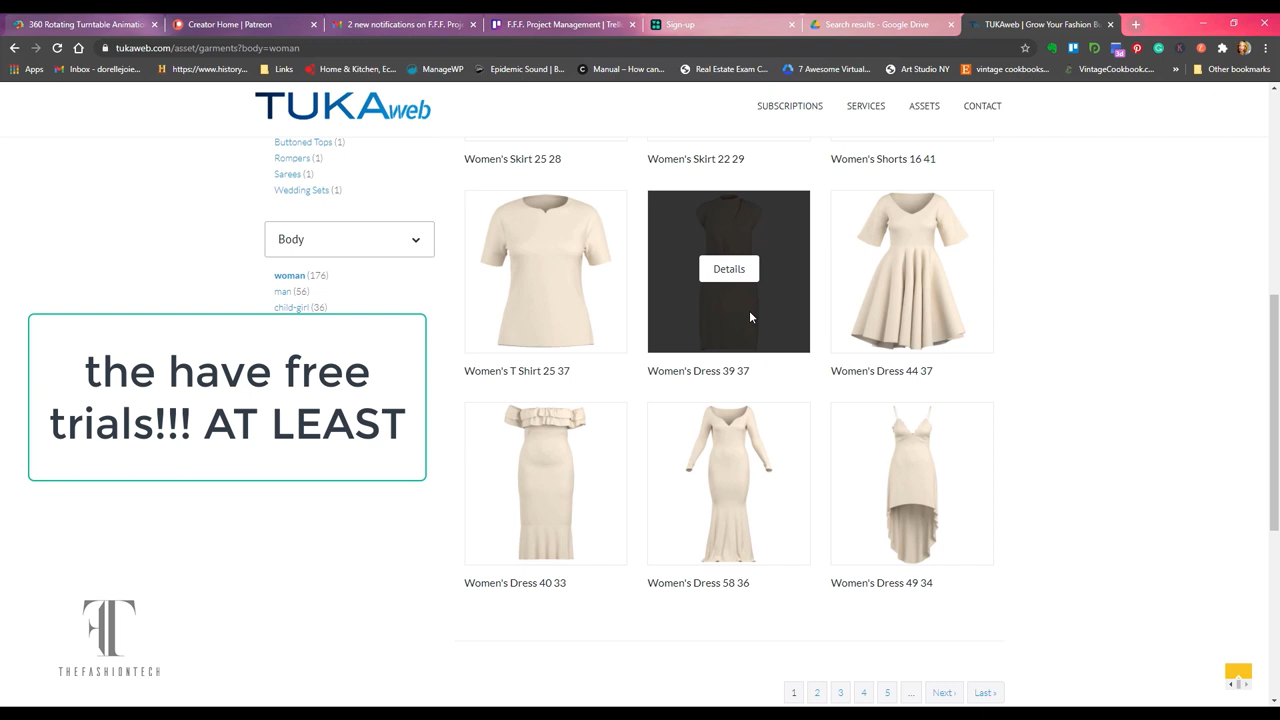 360 Rotating Turntable Animatio
Creator Home | Patreon
2 new notifications on F.F.F. Proj
F.F.F. Project Management | Trell
Sign-up
Search results - Google Drive
TUKAweb | Grow Your Fashion B
tukaweb.com/asset/garments?body=woman
Apps
Inbox - dorellejoie...
https://www.history...
Links
Home & Kitchen, Ec...
ManageWP
Epidemic Sound | B...
Manual – How can...
Real Estate Exam C...
7 Awesome Virtual...
Art Studio NY
vintage cookbooks...
VintageCookbook.c...
Other bookmarks
TUKAweb
SUBSCRIPTIONS
SERVICES
ASSETS
CONTACT
Buttoned Tops (1)
Rompers (1)
Sarees (1)
Wedding Sets (1)
Body
woman (176)
man (56)
child-girl (36)
Women's Skirt 25 28
Women's Skirt 22 29
Women's Shorts 16 41
Details
Women's T Shirt 25 37
Women's Dress 39 37
Women's Dress 44 37
the have free
trials!!! AT LEAST
Women's Dress 40 33
Women's Dress 58 36
Women's Dress 49 34
THEFASHIONTECH
1 2 3 4 5 ... Next › Last »